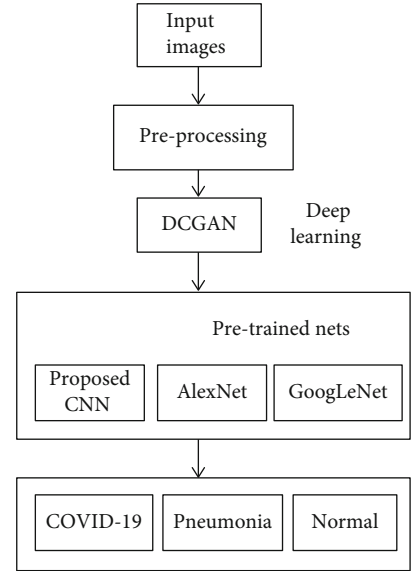 Input
images
Pre-processing
DCGAN
Deep
learning
Pre-trained nets
Proposed
CNN
AlexNet
GoogLeNet
COVID-19
Pneumonia
Normal